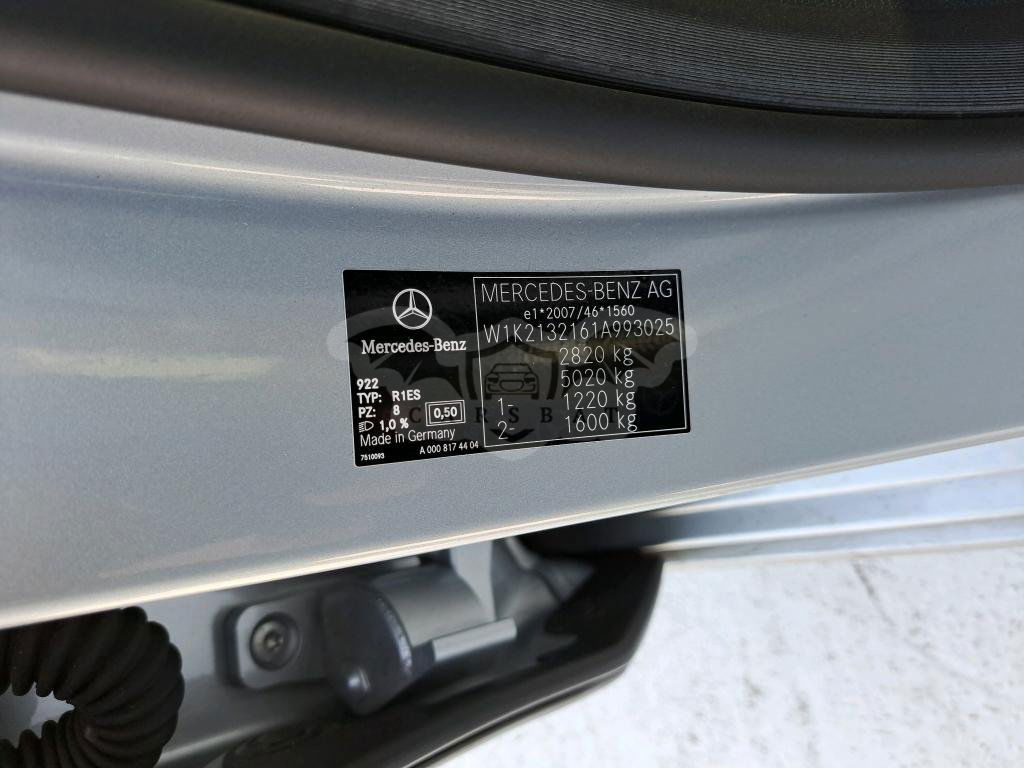 Mercedes-Benz
922
TYP: R1ES
PZ: 8
1,0 %
0,50
Made in Germany
7510093
A 000 817 44 04
MERCEDES-BENZ AG
e1*2007/46*1560
W1K2132161A993025
2820 kg
5020 kg
1- 1220 kg
2- 1600 kg
CARSBAT